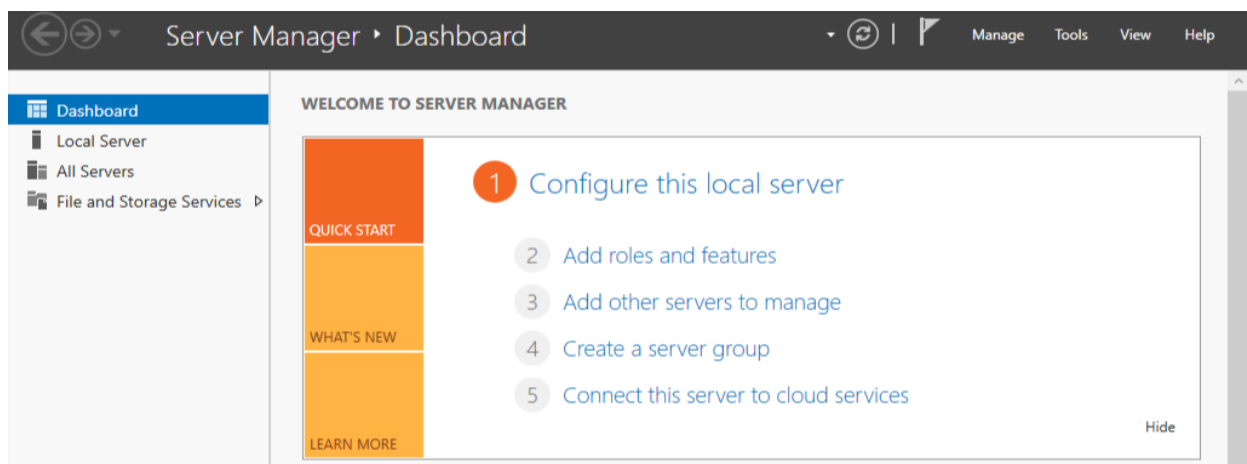 Server Manager ‣ Dashboard
Manage Tools View Help
Dashboard
Local Server
All Servers
File and Storage Services
WELCOME TO SERVER MANAGER
QUICK START
WHAT'S NEW
LEARN MORE
1 Configure this local server
2 Add roles and features
3 Add other servers to manage
4 Create a server group
5 Connect this server to cloud services
Hide